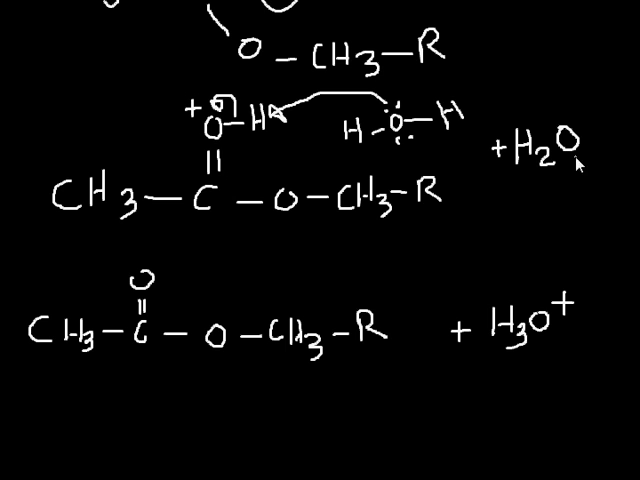 O – CH3 – R
+ O – H H – O – H
+ H2O
||
CH3 – C – O – CH3 – R
O
||
CH3 – C – O – CH3 – R + H3O+